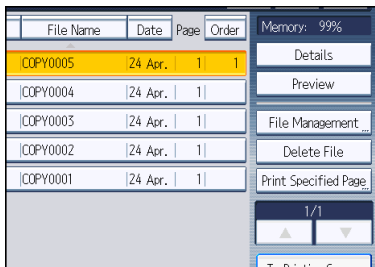 File Name Date Page Order
COPY0005 24 Apr. 1 1
COPY0004 24 Apr. 1
COPY0003 24 Apr. 1
COPY0002 24 Apr. 1
COPY0001 24 Apr. 1
Memory: 99%
Details
Preview
File Management
Delete File
Print Specified Page
1/1